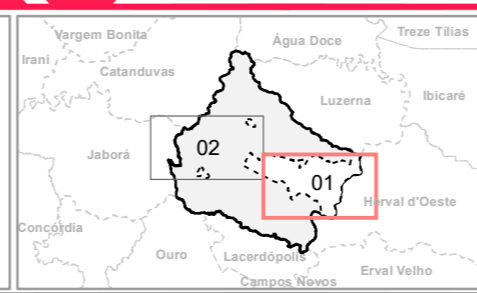 Vargem Bonita
Água Doce
Treze Tílias
Irani
Catanduvas
Luzerna
Ibicaré
02
Jaborá
01
Herval d'Oeste
Concórdia
Ouro
Lacerdópolis
Erval Velho
Campos Novos